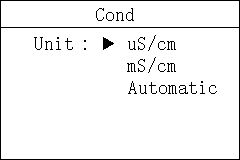 Cond
Unit : ▶ uS/cm
mS/cm
Automatic